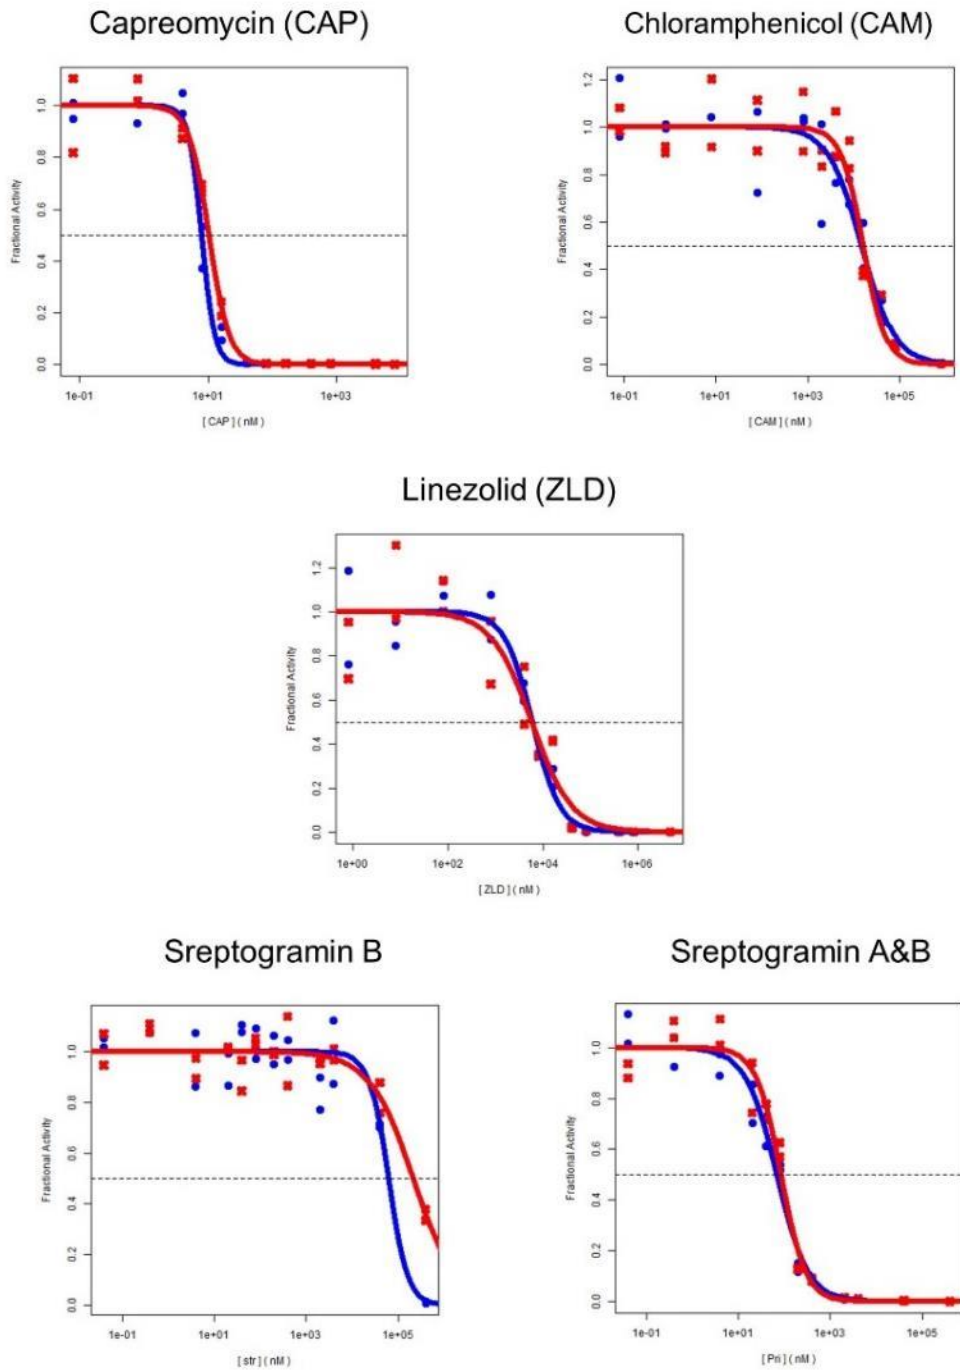 Capreomycin (CAP)
Chloramphenicol (CAM)
Fractional Activity
1.0
0.8
0.6
0.4
0.2
0.0
1e-01
1e+01
1e+03
[ CAP ] ( nM )
Fractional Activity
1.2
1.0
0.8
0.6
0.4
0.2
0.0
1e-01
1e+01
1e+03
1e+05
[ CAM ] ( nM )
Linezolid (ZLD)
Fractional Activity
1.2
1.0
0.8
0.6
0.4
0.2
0.0
1e+00
1e+02
1e+04
1e+06
[ ZLD ] ( nM )
Sreptogramin B
Sreptogramin A&B
Fractional Activity
1.0
0.8
0.6
0.4
0.2
0.0
1e-01
1e+01
1e+03
1e+05
[ str ] ( nM )
Fractional Activity
1.0
0.8
0.6
0.4
0.2
0.0
1e-01
1e+01
1e+03
1e+05
[ Pri ] ( nM )